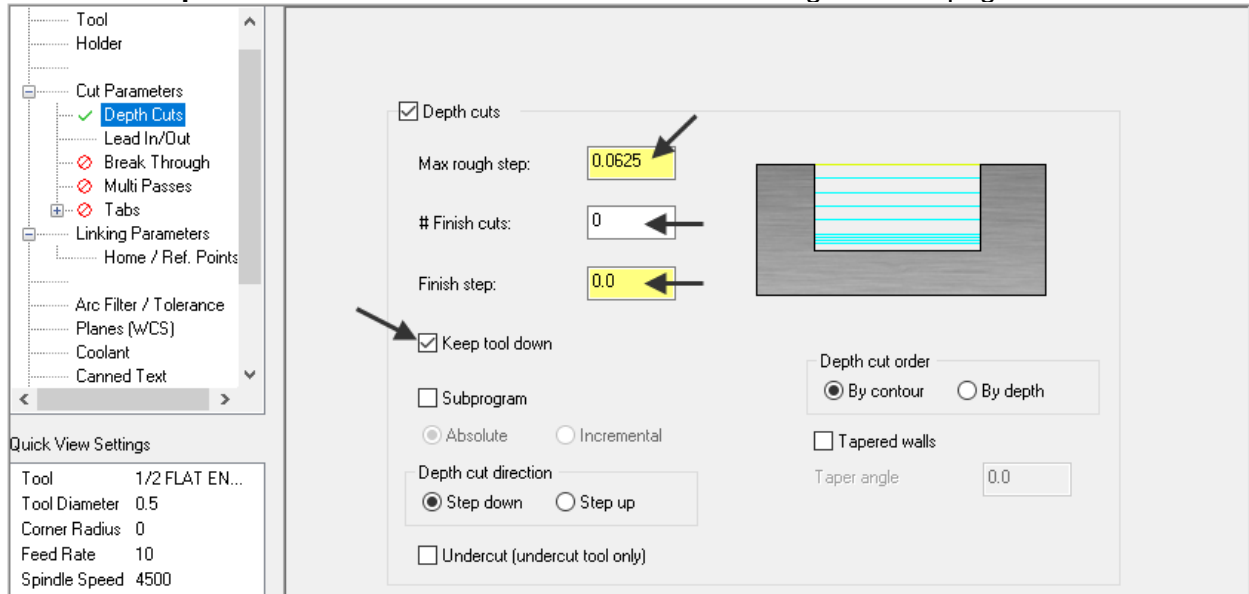 Tool
Holder
Cut Parameters
Depth Cuts
Lead In/Out
Break Through
Multi Passes
Tabs
Linking Parameters
Home / Ref. Points
Arc Filter / Tolerance
Planes (WCS)
Coolant
Canned Text
Quick View Settings
Tool 1/2 FLAT EN...
Tool Diameter 0.5
Corner Radius 0
Feed Rate 10
Spindle Speed 4500
Depth cuts
Max rough step: 0.0625
# Finish cuts: 0
Finish step: 0.0
Keep tool down
Subprogram
Absolute Incremental
Depth cut direction
Step down Step up
Undercut (undercut tool only)
Depth cut order
By contour By depth
Tapered walls
Taper angle 0.0